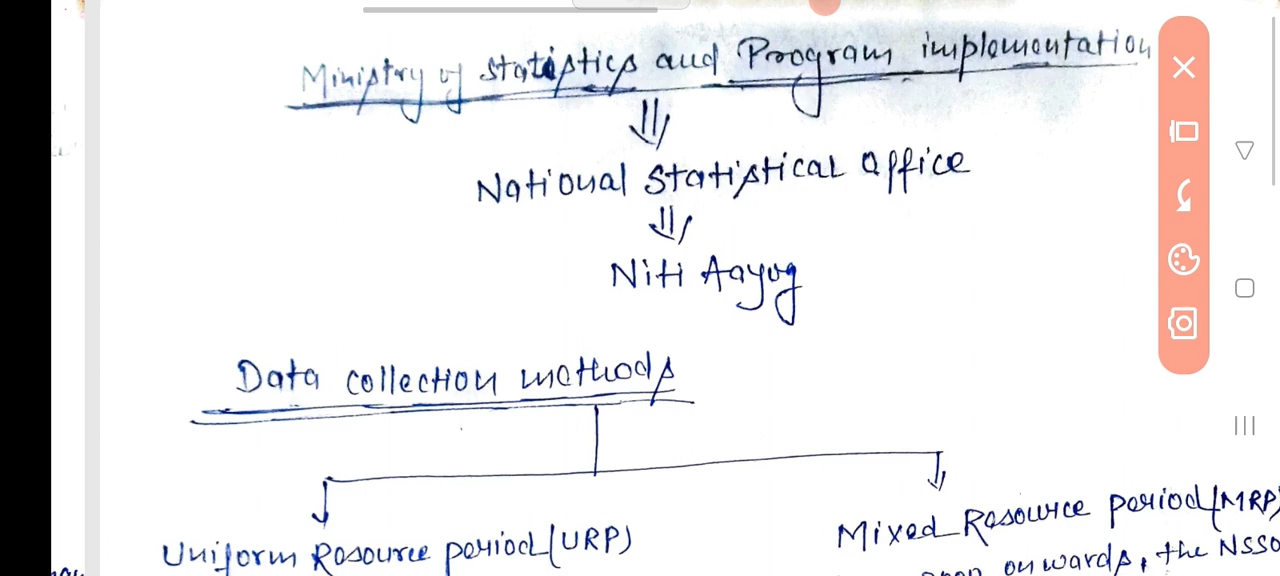 Ministry of statistics and Program implementation
National Statistical office
Niti Aayog
Data collection methods
Uniform Resource period (URP)
Mixed Resource period (MRP)
onwards, the NSSO